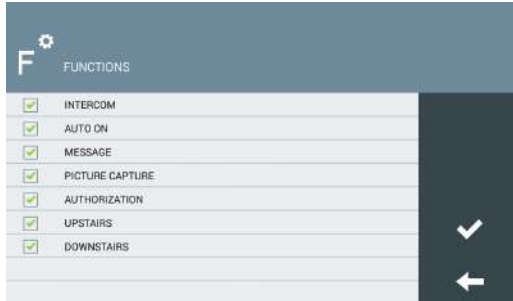 F
FUNCTIONS
INTERCOM
AUTO ON
MESSAGE
PICTURE CAPTURE
AUTHORIZATION
UPSTAIRS
DOWNSTAIRS